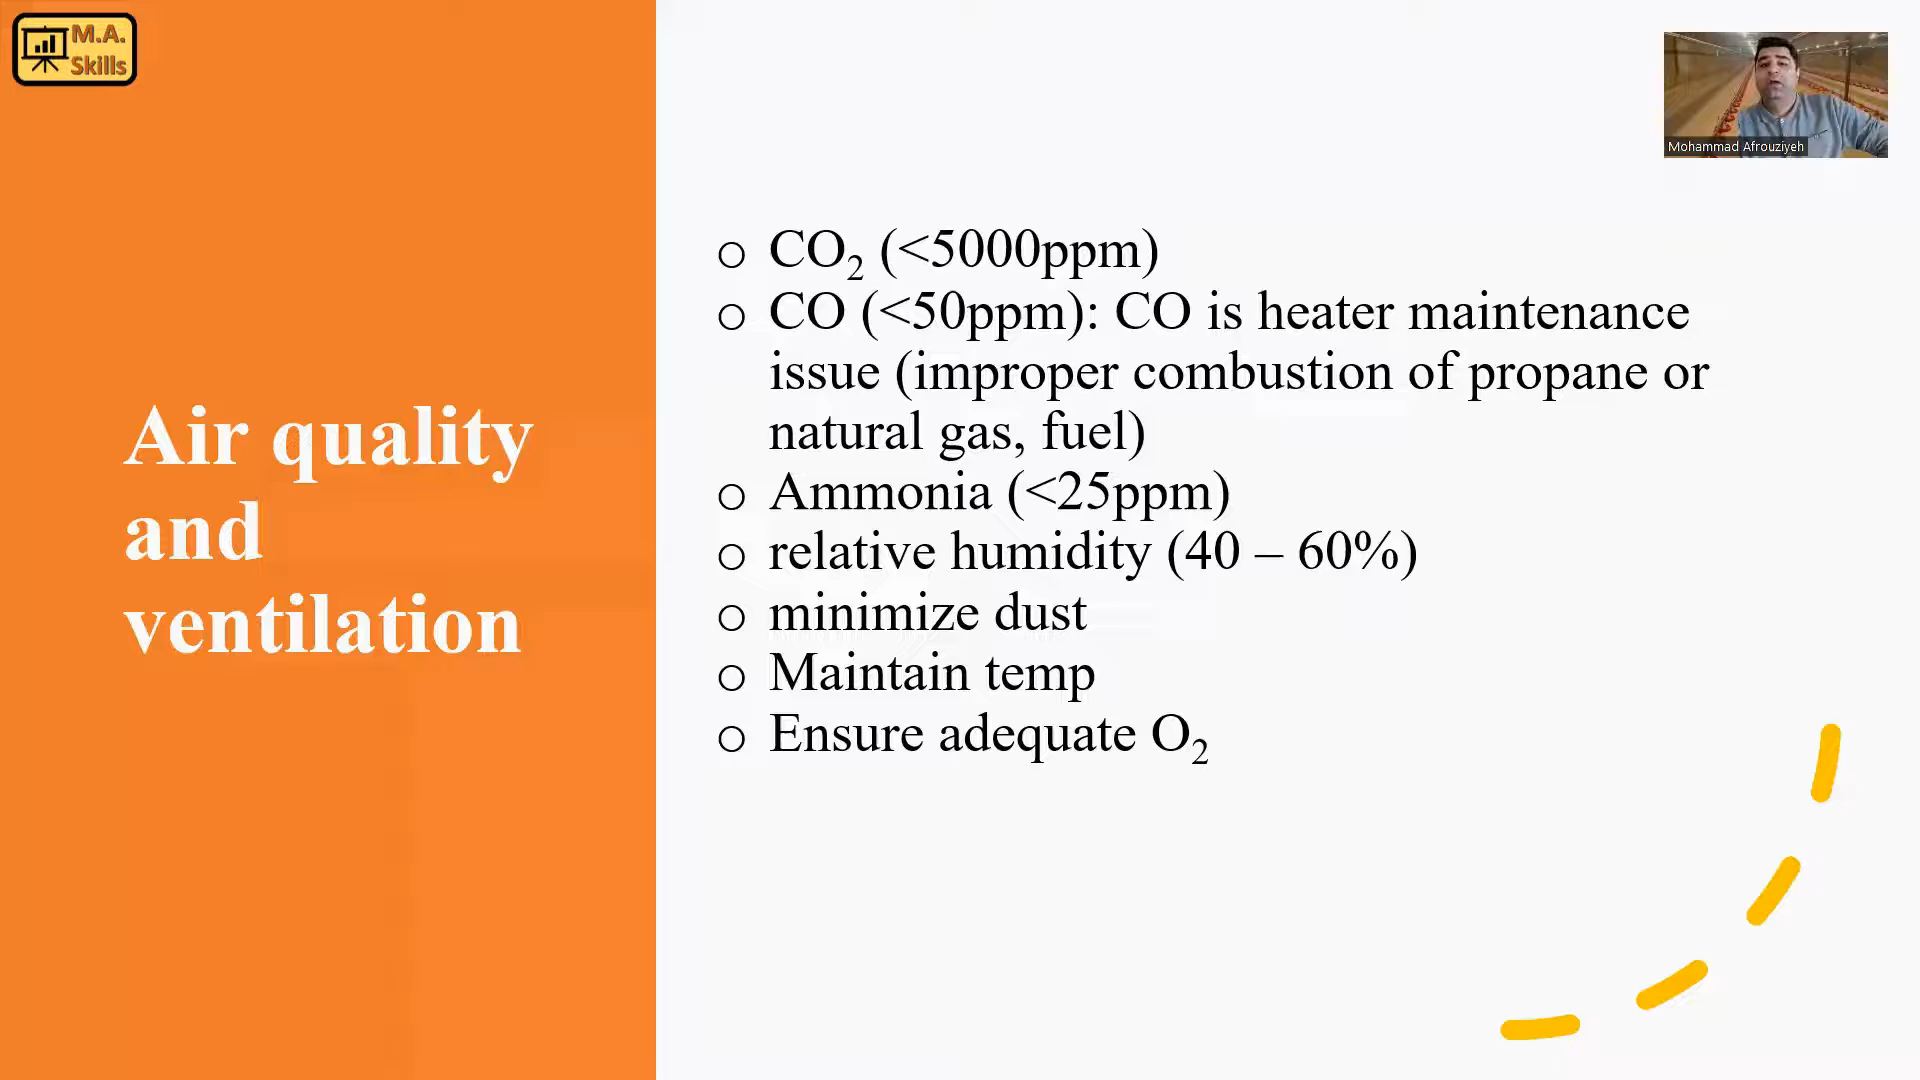 M.A.
Skills
Mohammad Afrouziyeh
Air quality
and
ventilation
o CO₂ (<5000ppm)
o CO (<50ppm): CO is heater maintenance
issue (improper combustion of propane or
natural gas, fuel)
o Ammonia (<25ppm)
o relative humidity (40 – 60%)
o minimize dust
o Maintain temp
o Ensure adequate O₂